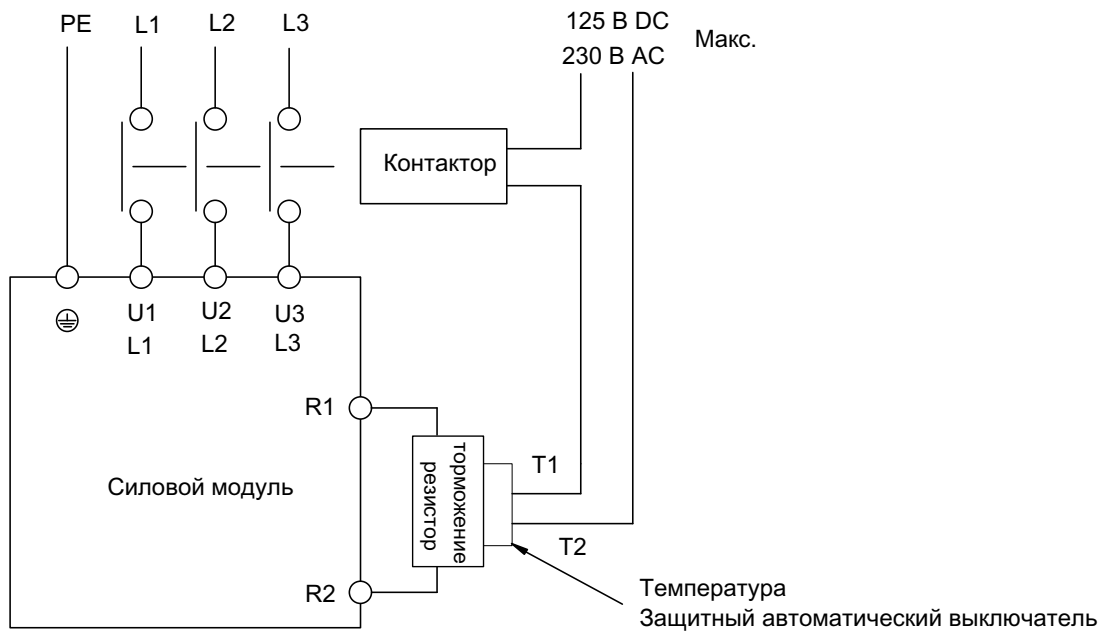 PE
L1
L2
L3
125 В DC
230 В AC
Макс.
Контактор
U1
U2
U3
L1
L2
L3
R1
торможение
резистор
T1
Силовой модуль
T2
R2
Температура
Защитный автоматический выключатель